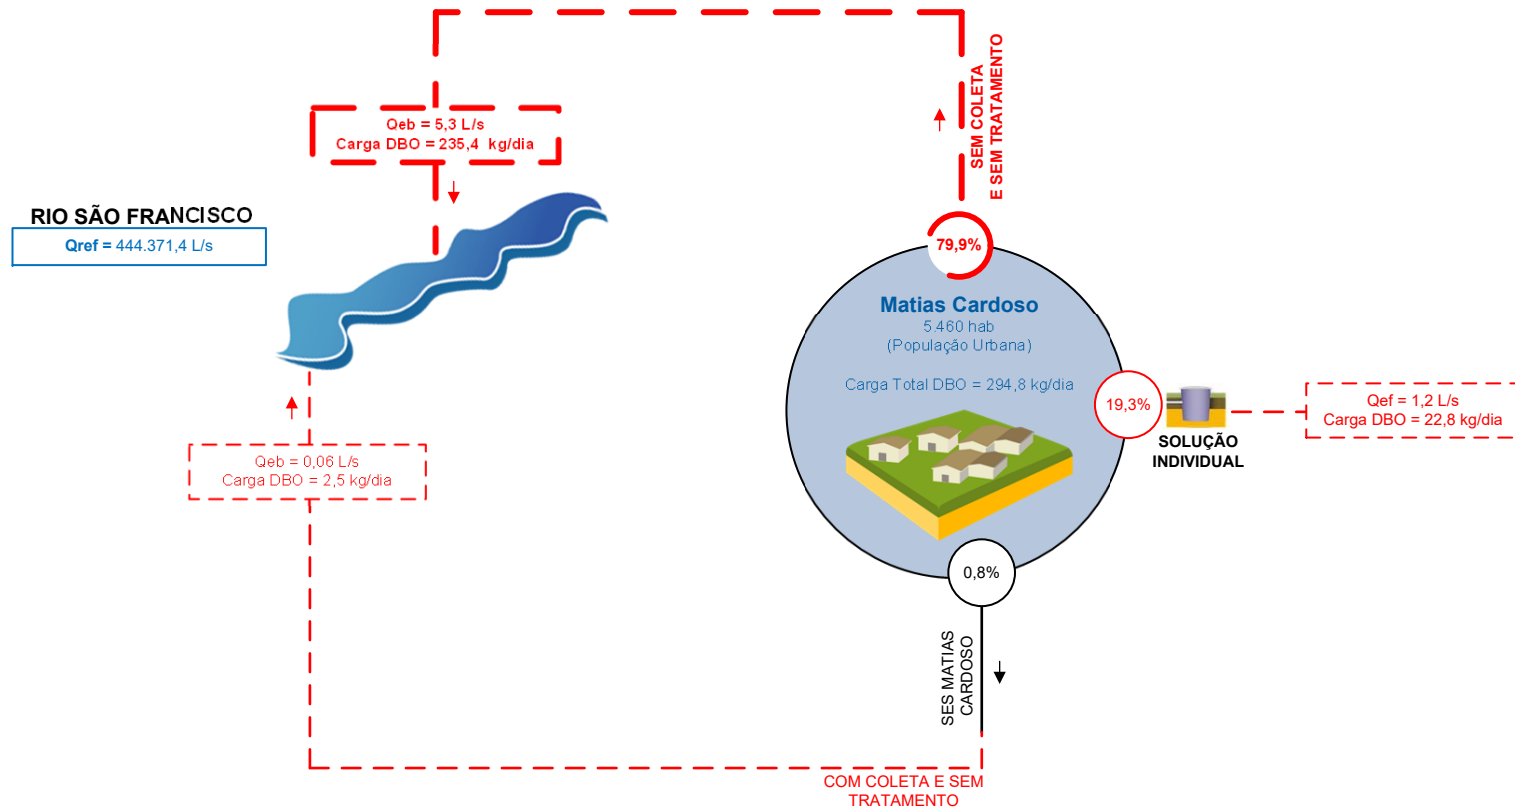 Qeb = 5,3 L/s
Carga DBO = 235,4 kg/dia
SEM COLETA
E SEM TRATAMENTO
RIO SÃO FRANCISCO
Qref = 444.371,4 L/s
79,9%
Matias Cardoso
5.460 hab
(População Urbana)
Carga Total DBO = 294,8 kg/dia
19,3%
SOLUÇÃO
INDIVIDUAL
Qef = 1,2 L/s
Carga DBO = 22,8 kg/dia
Qeb = 0,06 L/s
Carga DBO = 2,5 kg/dia
0,8%
SES MATIAS
CARDOSO
COM COLETA E SEM
TRATAMENTO